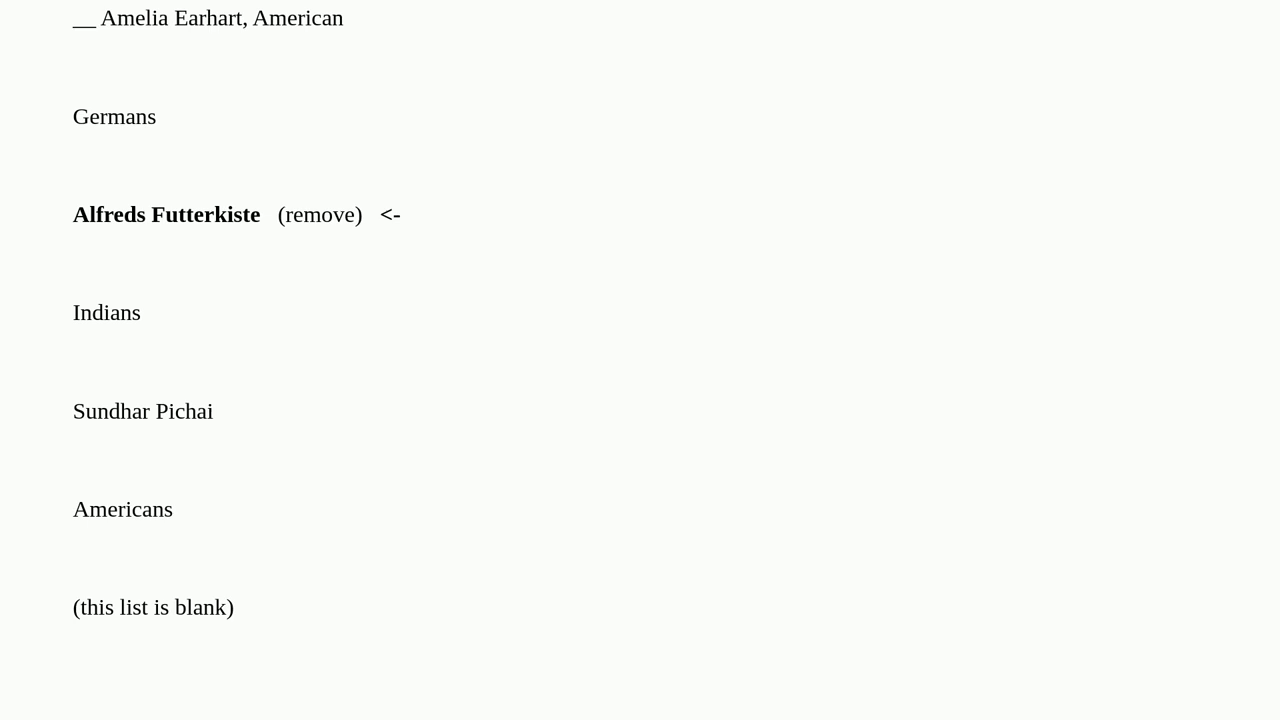 __ Amelia Earhart, American
Germans
Alfreds Futterkiste (remove) <-
Indians
Sundhar Pichai
Americans
(this list is blank)